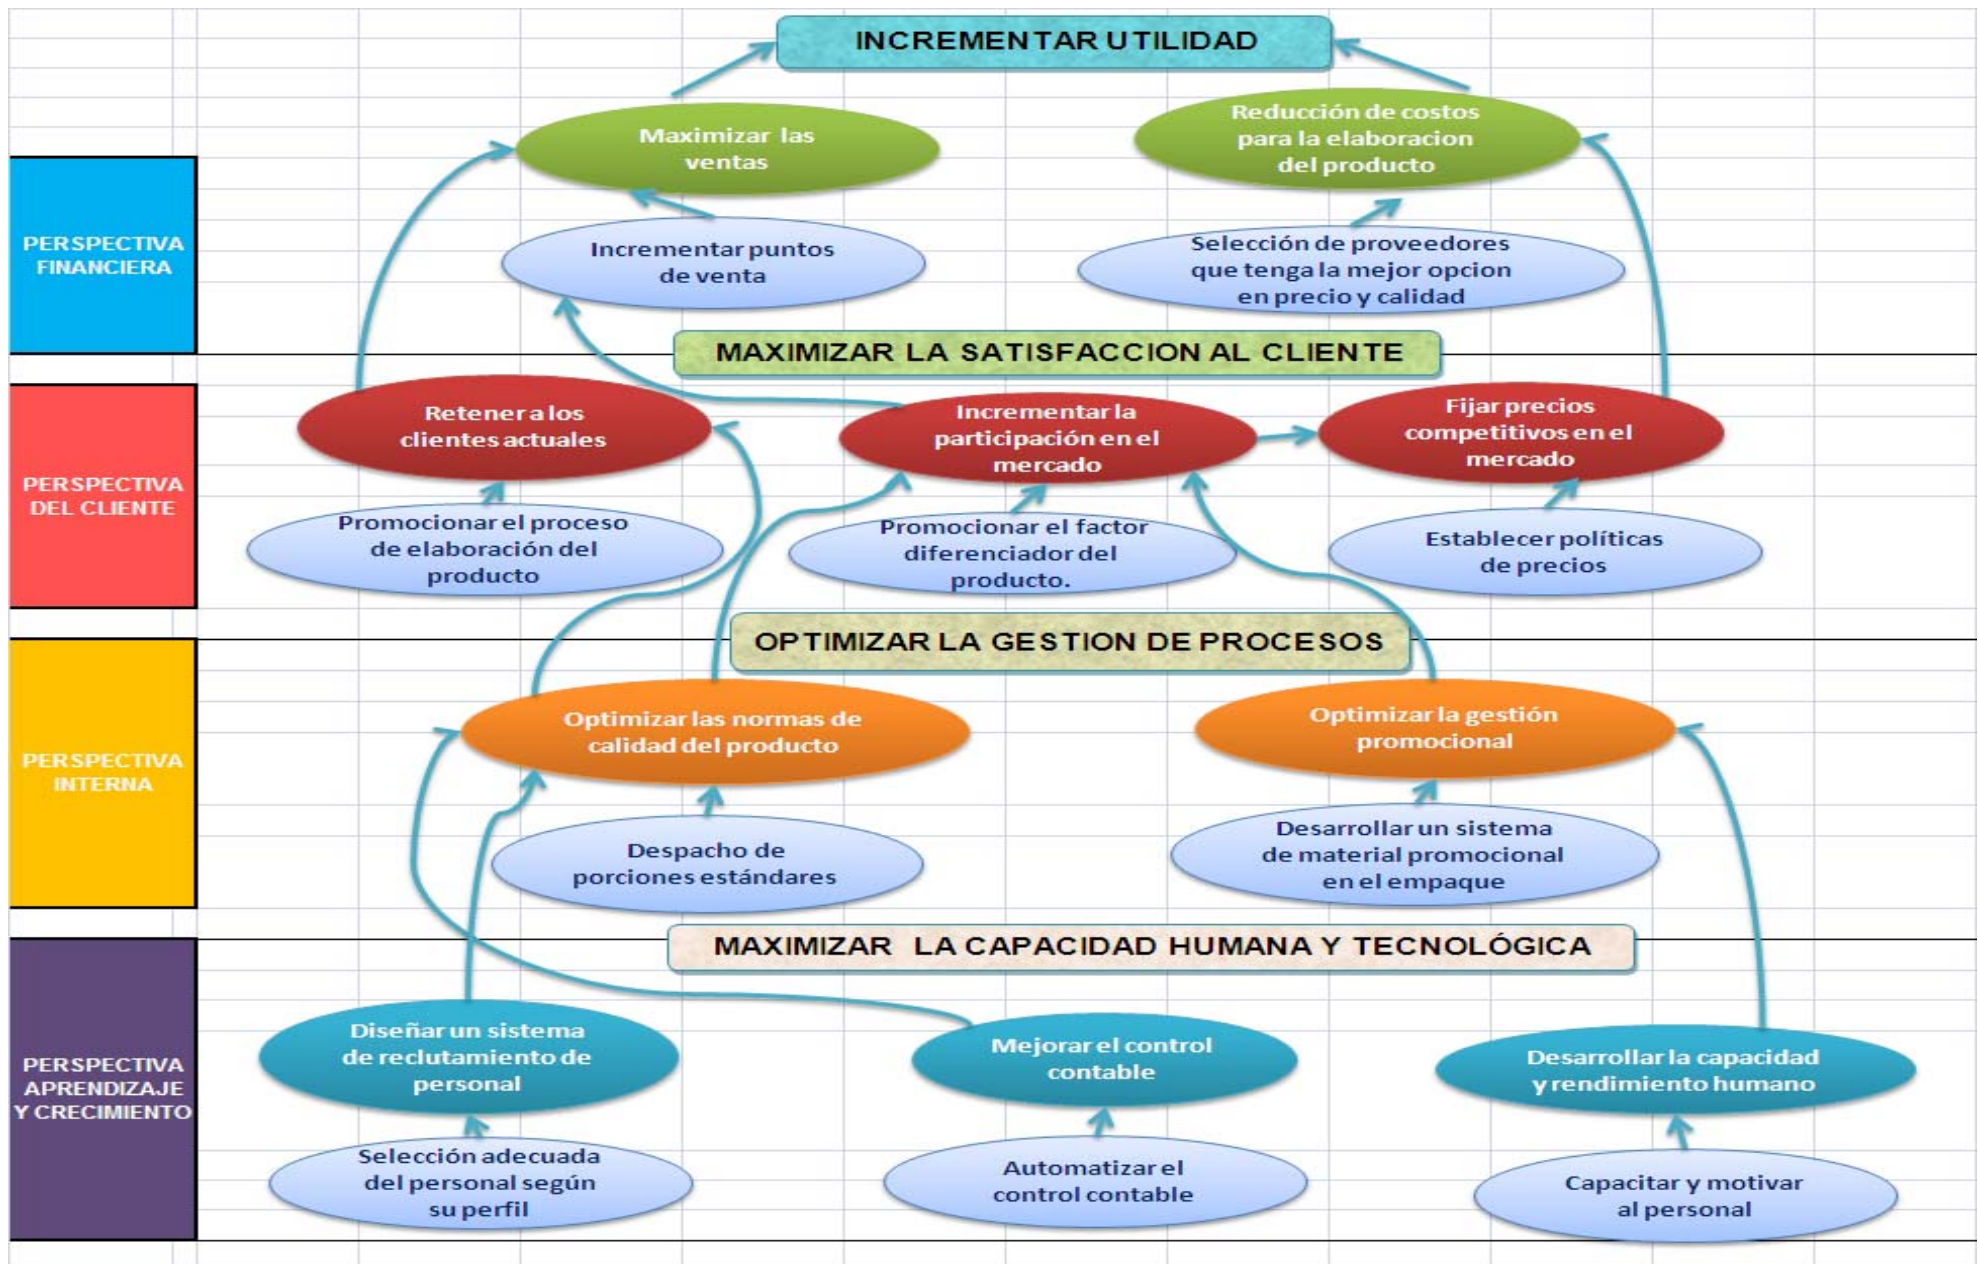 INCREMENTAR UTILIDAD
Maximizar las
ventas
Reducción de costos
para la elaboracion
del producto
PERSPECTIVA
FINANCIERA
Incrementar puntos
de venta
Selección de proveedores
que tenga la mejor opcion
en precio y calidad
MAXIMIZAR LA SATISFACCION AL CLIENTE
PERSPECTIVA
DEL CLIENTE
Retener a los
clientes actuales
Incrementar la
participación en el
mercado
Fijar precios
competitivos en el
mercado
Promocionar el proceso
de elaboración del
producto
Promocionar el factor
diferenciador del
producto.
Establecer políticas
de precios
OPTIMIZAR LA GESTION DE PROCESOS
PERSPECTIVA
INTERNA
Optimizar las normas de
calidad del producto
Optimizar la gestión
promocional
Despacho de
porciones estándares
Desarrollar un sistema
de material promocional
en el empaque
MAXIMIZAR LA CAPACIDAD HUMANA Y TECNOLÓGICA
PERSPECTIVA
APRENDIZAJE
Y CRECIMIENTO
Diseñar un sistema
de reclutamiento de
personal
Mejorar el control
contable
Desarrollar la capacidad
y rendimiento humano
Selección adecuada
del personal según
su perfil
Automatizar el
control contable
Capacitar y motivar
al personal